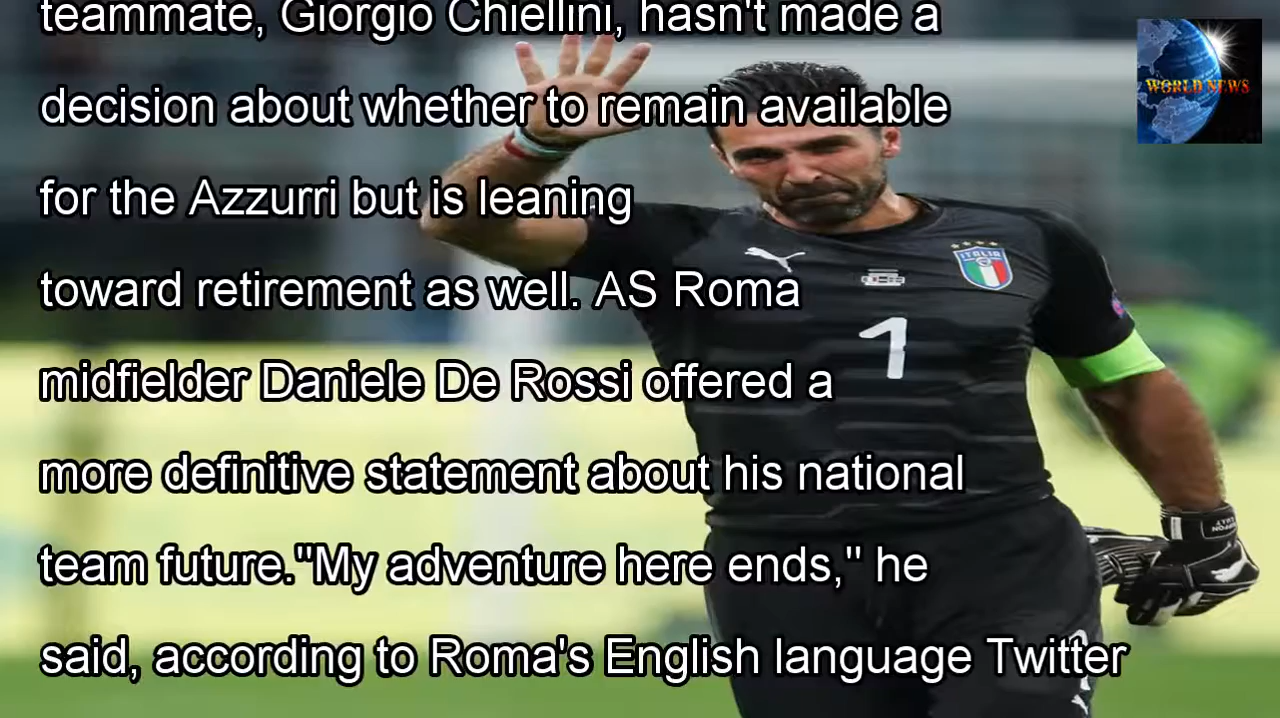 teammate, Giorgio Chiellini, hasn't made a
decision about whether to remain available
for the Azzurri but is leaning
toward retirement as well. AS Roma
midfielder Daniele De Rossi offered a
more definitive statement about his national
team future."My adventure here ends," he
said, according to Roma's English language Twitter
WORLD NEWS
ITALIA
1